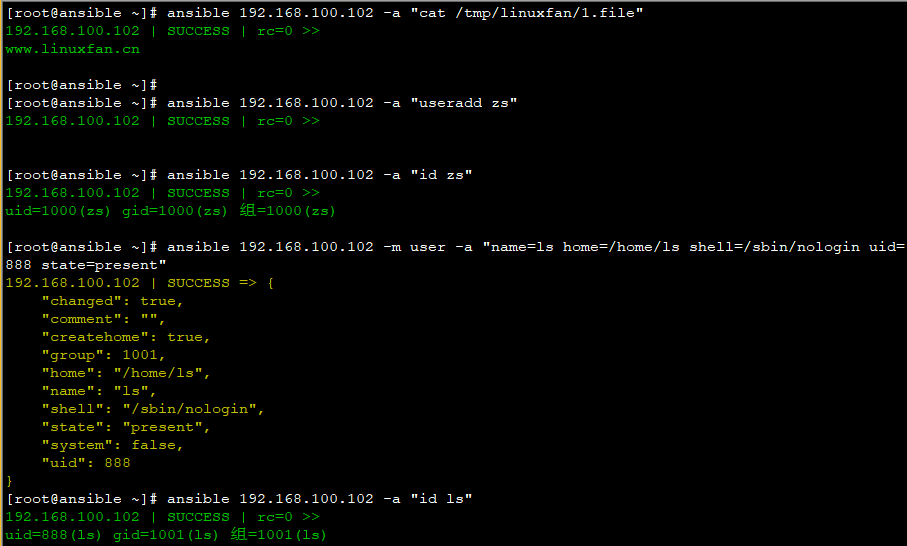 [root@ansible ~]# ansible 192.168.100.102 -a "cat /tmp/linuxfan/1.file"
192.168.100.102 | SUCCESS | rc=0 >>
www.linuxfan.cn
[root@ansible ~]#
[root@ansible ~]# ansible 192.168.100.102 -a "useradd zs"
192.168.100.102 | SUCCESS | rc=0 >>
[root@ansible ~]# ansible 192.168.100.102 -a "id zs"
192.168.100.102 | SUCCESS | rc=0 >>
uid=1000(zs) gid=1000(zs) 组=1000(zs)
[root@ansible ~]# ansible 192.168.100.102 -m user -a "name=ls home=/home/ls shell=/sbin/nologin uid=
888 state=present"
192.168.100.102 | SUCCESS => {
    "changed": true,
    "comment": "",
    "createhome": true,
    "group": 1001,
    "home": "/home/ls",
    "name": "ls",
    "shell": "/sbin/nologin",
    "state": "present",
    "system": false,
    "uid": 888
}
[root@ansible ~]# ansible 192.168.100.102 -a "id ls"
192.168.100.102 | SUCCESS | rc=0 >>
uid=888(ls) gid=1001(ls) 组=1001(ls)